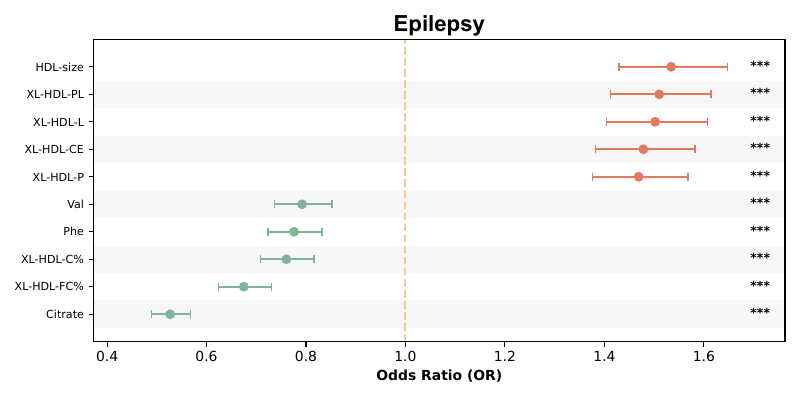 Epilepsy
HDL-size ***
XL-HDL-PL ***
XL-HDL-L ***
XL-HDL-CE ***
XL-HDL-P ***
Val ***
Phe ***
XL-HDL-C% ***
XL-HDL-FC% ***
Citrate ***
0.4 0.6 0.8 1.0 1.2 1.4 1.6
Odds Ratio (OR)